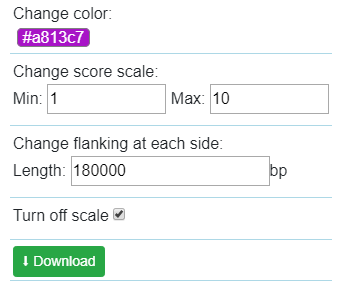 Change color:
#a813c7
Change score scale:
Min: 1 Max: 10
Change flanking at each side:
Length: 180000 bp
Turn off scale
Download